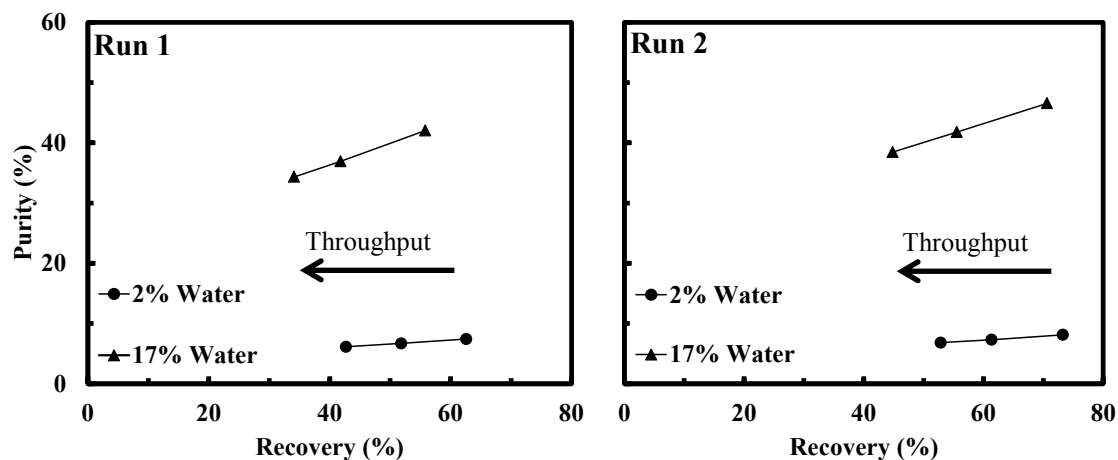 Run 1
Purity (%)
60
40
20
0
Throughput
2% Water
17% Water
0 20 40 60 80
Recovery (%)
Run 2
Throughput
2% Water
17% Water
0 20 40 60 80
Recovery (%)